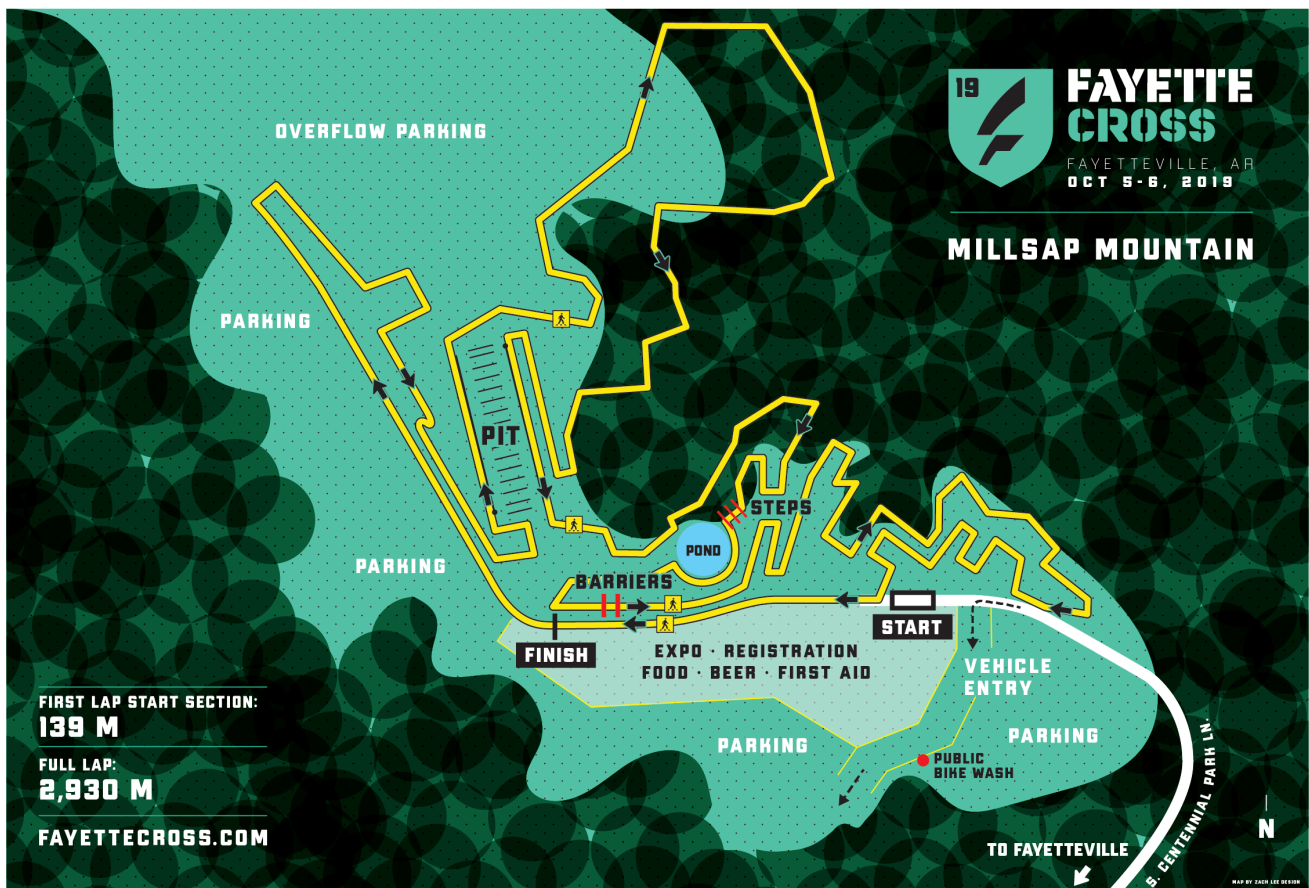 19
FAYETTE
CROSS
FAYETTEVILLE, AR
OCT 5-6, 2019
MILLSAP MOUNTAIN
OVERFLOW PARKING
PARKING
PIT
STEPS
POND
PARKING
BARRIERS
START
FINISH
EXPO · REGISTRATION
FOOD · BEER · FIRST AID
VEHICLE
ENTRY
PARKING
PARKING
PUBLIC
BIKE WASH
FIRST LAP START SECTION:
139 M
FULL LAP:
2,930 M
FAYETTECROSS.COM
S. CENTENNIAL PARK LN.
N
TO FAYETTEVILLE
MAP BY ZACH LEE DESIGN